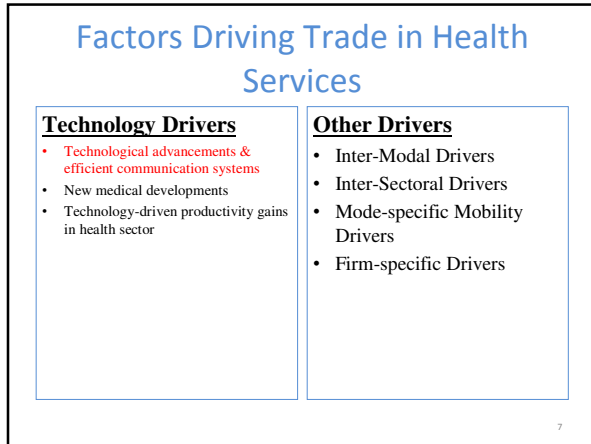 Factors Driving Trade in Health
Services
Technology Drivers
• Technological advancements &
efficient communication systems
• New medical developments
• Technology-driven productivity gains
in health sector
Other Drivers
• Inter-Modal Drivers
• Inter-Sectoral Drivers
• Mode-specific Mobility
Drivers
• Firm-specific Drivers
7